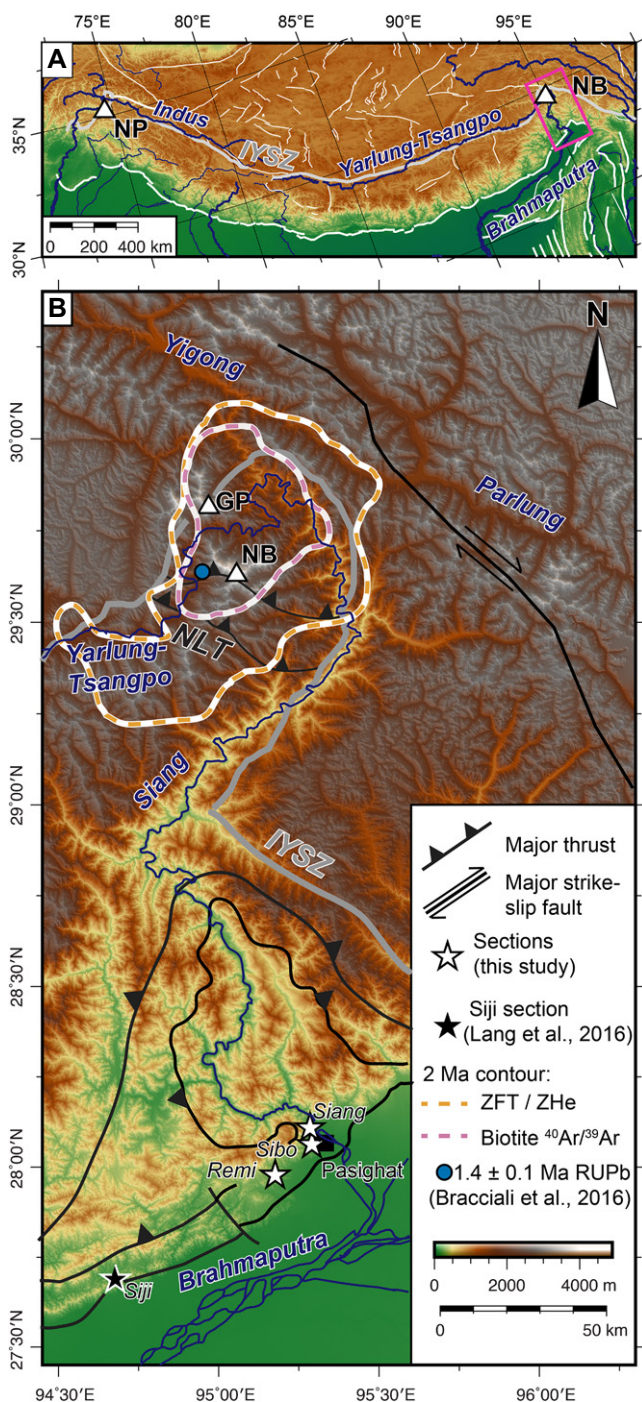 75°E
80°E
85°E
90°E
95°E
A
NP
Indus
IYSZ
Yarlung-Tsangpo
NB
Brahmaputra
35°N
30°N
0 200 400 km
B
N
Yigong
Parlung
GP
NB
NLT
Yarlung-
Tsangpo
Siang
IYSZ
30°00'N
29°30'N
29°00'N
28°30'N
28°00'N
27°30'N
Siang
Sibo
Remi
Pasighat
Siji
Brahmaputra
Major thrust
Major strike-
slip fault
Sections
(this study)
Siji section
(Lang et al., 2016)
2 Ma contour:
ZFT / ZHe
Biotite ⁴⁰Ar/³⁹Ar
1.4 ± 0.1 Ma RUPb
(Bracciali et al., 2016)
0 2000 4000 m
0 50 km
94°30'E
95°00'E
95°30'E
96°00'E